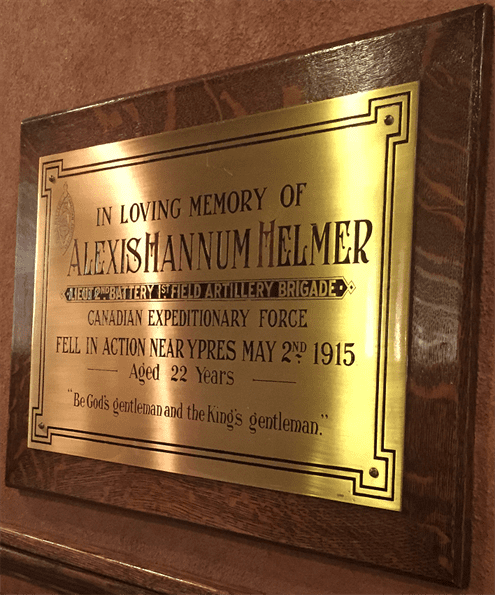 IN LOVING MEMORY OF
ALEXIS HANNUM HELMER
LIEUT 2ND BATTERY 1ST FIELD ARTILLERY BRIGADE
CANADIAN EXPEDITIONARY FORCE
FELL IN ACTION NEAR YPRES MAY 2ND 1915
Aged 22 Years
"Be God's gentleman and the King's gentleman."